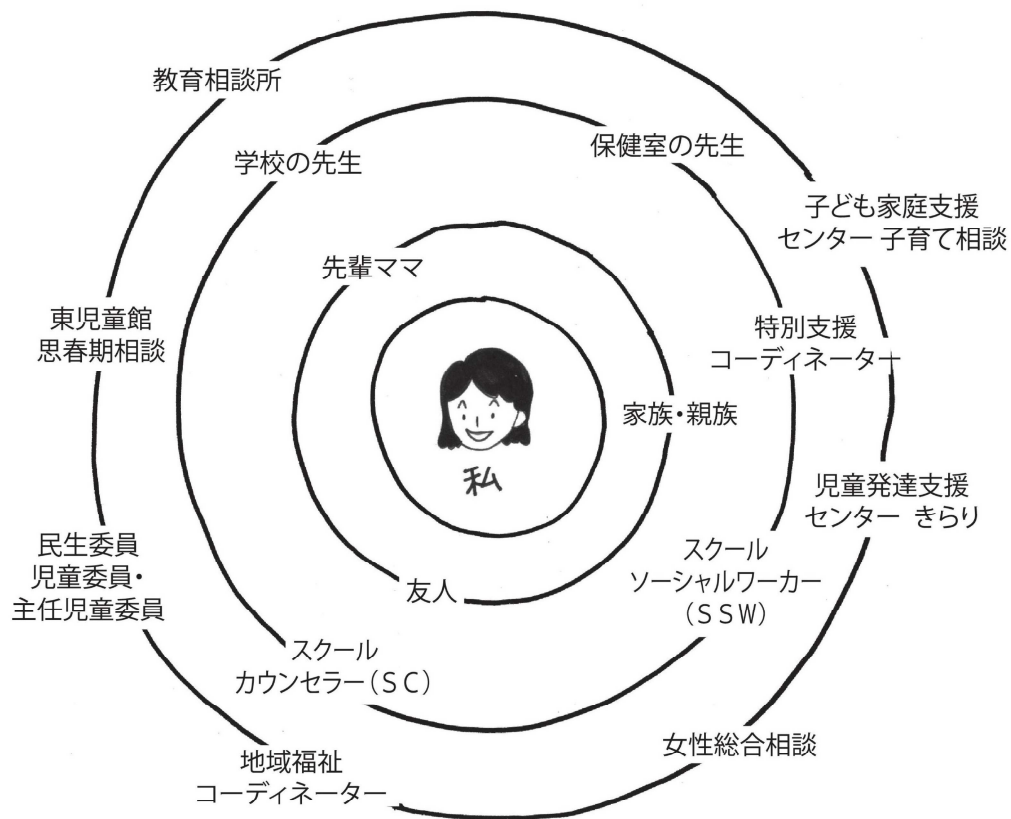 教育相談所
学校の先生
保健室の先生
子ども家庭支援
センター 子育て相談
先輩ママ
東児童館
思春期相談
特別支援
コーディネーター
家族・親族
私
児童発達支援
センター きらり
民生委員
児童委員・
主任児童委員
スクール
ソーシャルワーカー
(SSW)
友人
スクール
カウンセラー(SC)
女性総合相談
地域福祉
コーディネーター